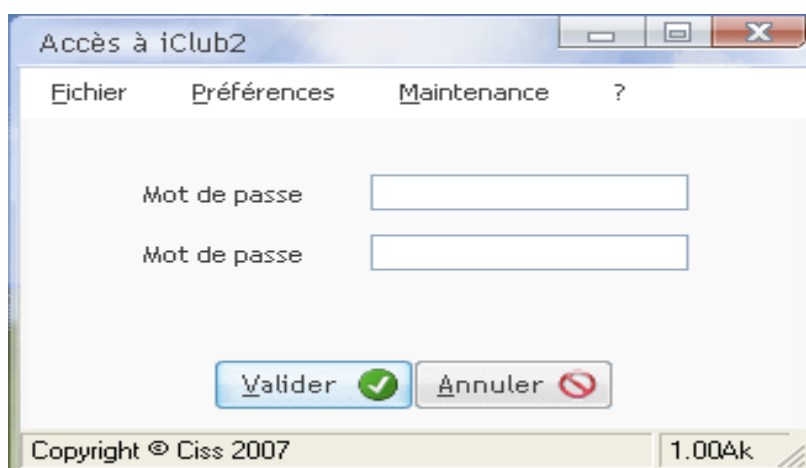 Accès à iClub2
Fichier Préférences Maintenance ?
Mot de passe
Mot de passe
Valider Annuler
Copyright © Ciss 2007 1.00Ak